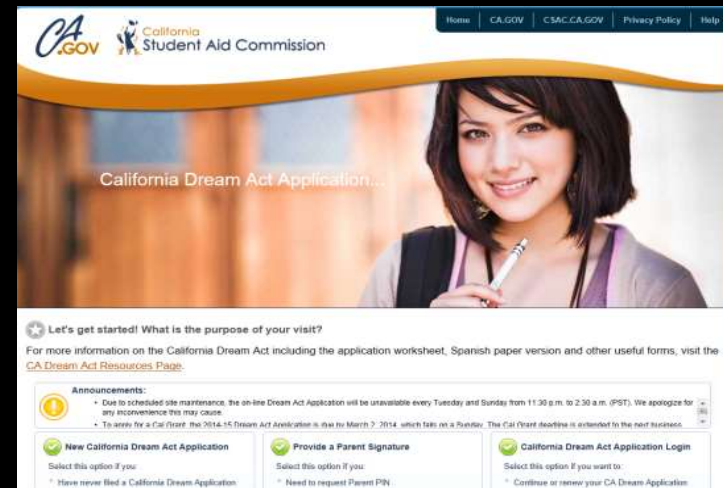 Home CA.GOV CSAC.CA.GOV Privacy Policy Help
CA.GOV
California
Student Aid Commission
California Dream Act Application...
Let's get started! What is the purpose of your visit?
For more information on the California Dream Act including the application worksheet, Spanish paper version and other useful forms, visit the
CA Dream Act Resources Page.
Announcements:
• Due to scheduled site maintenance, the on-line Dream Act Application will be unavailable every Tuesday and Sunday from 11:30 p.m. to 2:30 a.m. (PST). We apologize for
any inconvenience this may cause.
• To apply for a Cal Grant, the 2014-15 Dream Act Application is due by March 2, 2014, which falls on a Sunday. The Cal Grant deadline is extended to the next business
New California Dream Act Application
Select this option if you:
* Have never filed a California Dream Application
Provide a Parent Signature
Select this option if you:
* Need to request Parent PIN
California Dream Act Application Login
Select this option if you want to:
* Continue or renew your CA Dream Application